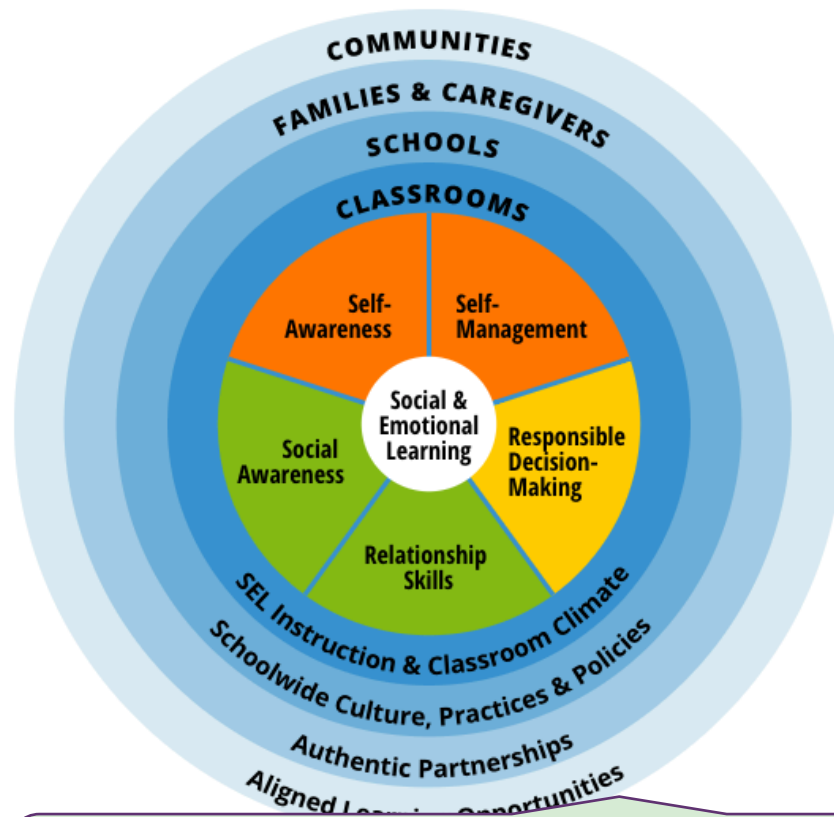 COMMUNITIES
FAMILIES & CAREGIVERS
SCHOOLS
CLASSROOMS
Self-
Awareness
Self-
Management
Social &
Emotional
Learning
Social
Awareness
Responsible
Decision-
Making
Relationship
Skills
SEL Instruction & Classroom Climate
Schoolwide Culture, Practices & Policies
Authentic Partnerships
Aligned Learning Opportunities